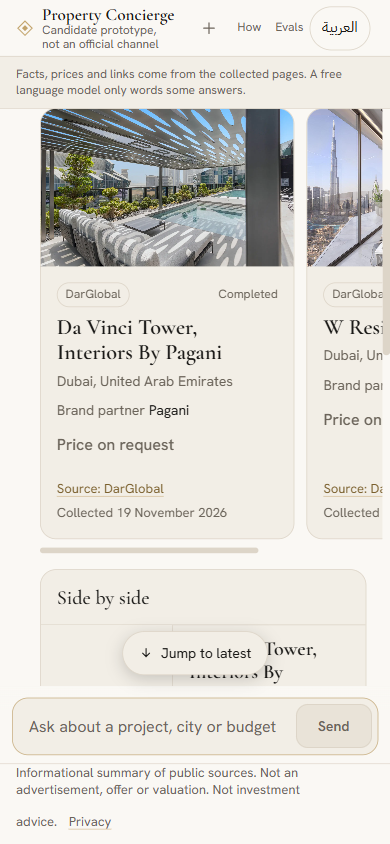 Property Concierge
Candidate prototype,
not an official channel
+
How
Evals
العربية
Facts, prices and links come from the collected pages. A free
language model only words some answers.
DarGlobal
Completed
Da Vinci Tower,
Interiors By Pagani
Dubai, United Arab Emirates
Brand partner Pagani
Price on request
Source: DarGlobal
Collected 19 November 2026
DarGloba
W Resi
Dubai, Un
Brand par
Price on
Source: Da
Collected
Side by side
Tower,
Interiors By
↓ Jump to latest
Ask about a project, city or budget
Send
Informational summary of public sources. Not an
advertisement, offer or valuation. Not investment
advice. Privacy